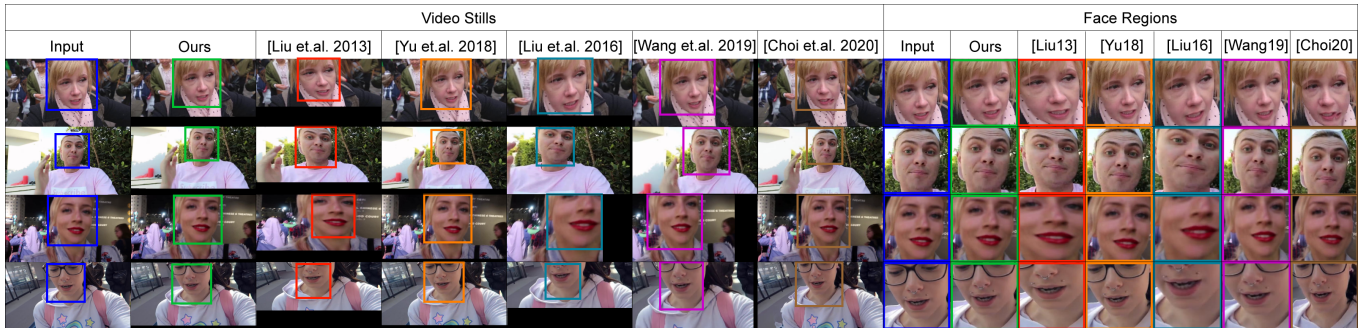 Video Stills
Face Regions
Input
Ours
[Liu et.al. 2013]
[Yu et.al. 2018]
[Liu et.al. 2016]
[Wang et.al. 2019]
[Choi et.al. 2020]
Input
Ours
[Liu13]
[Yu18]
[Liu16]
[Wang19]
[Choi20]